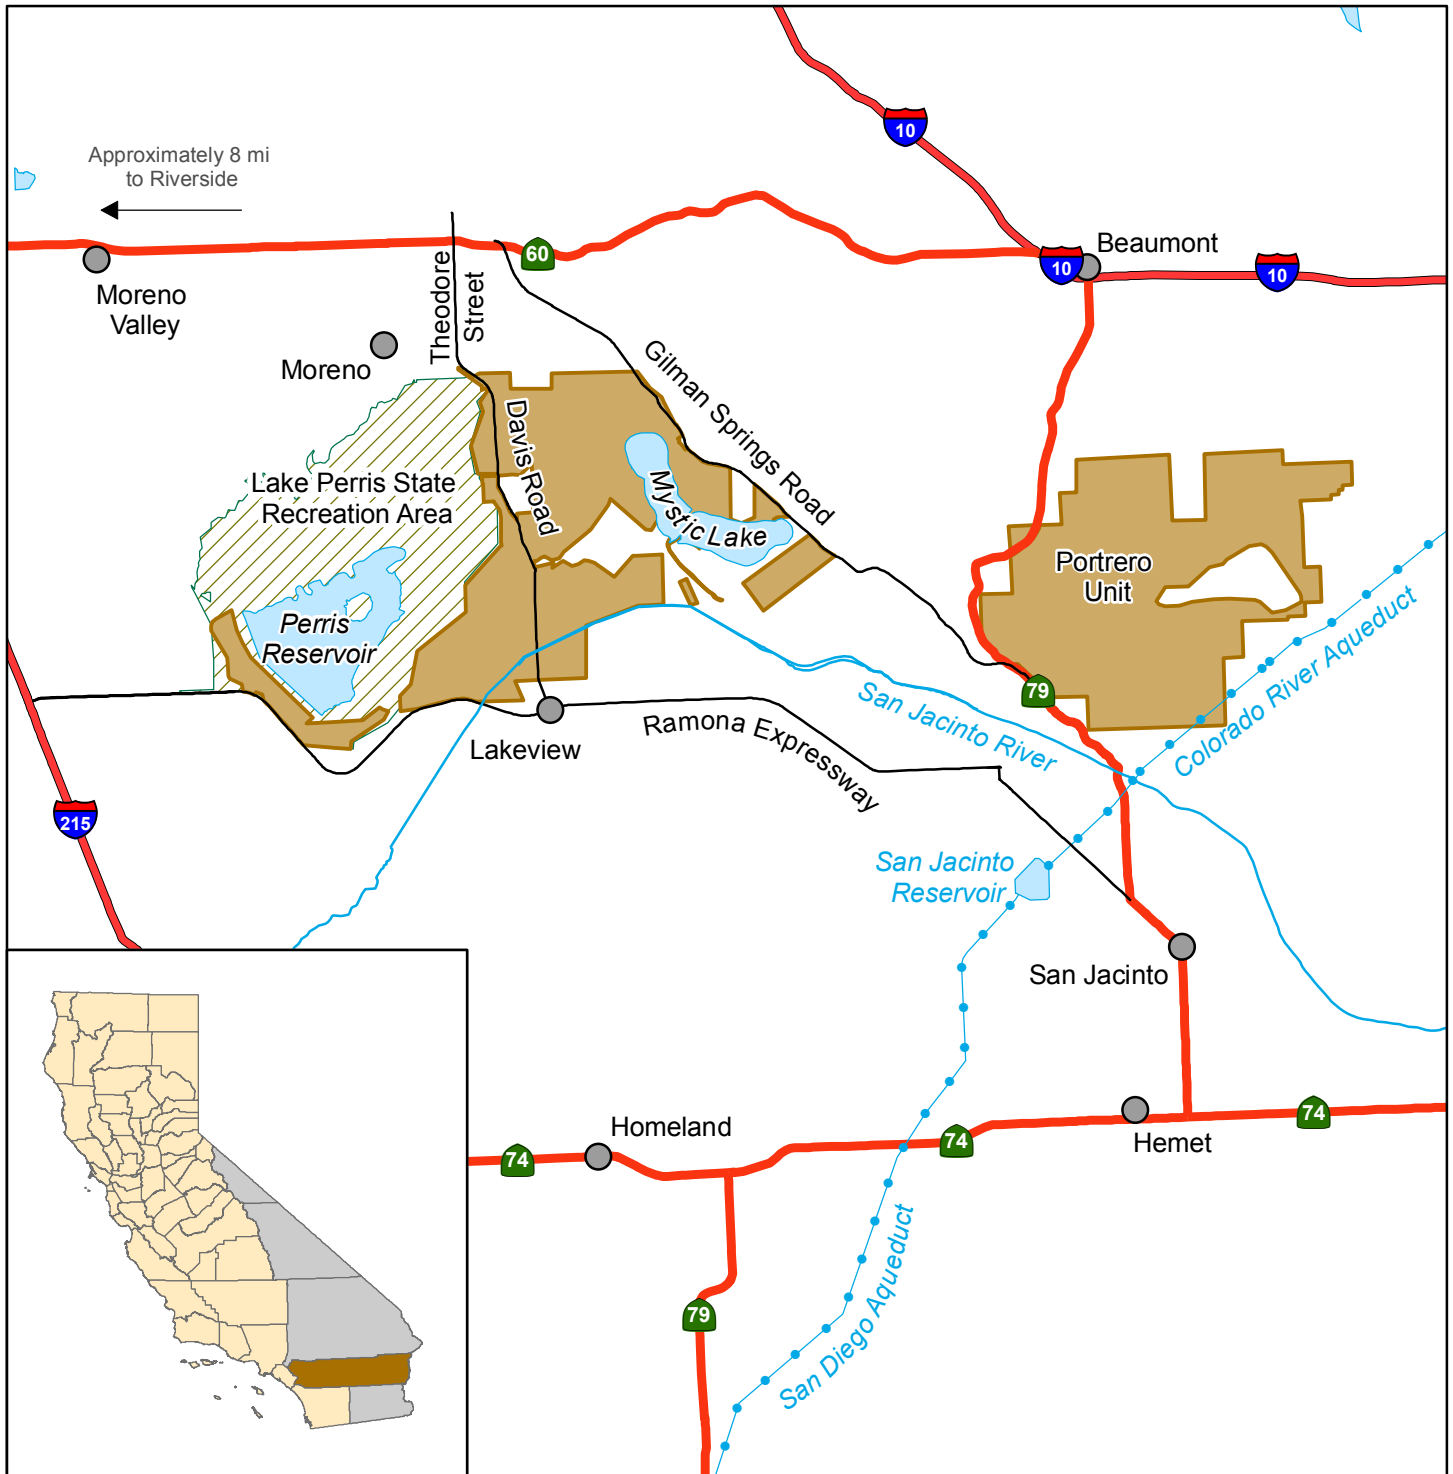 10
Approximately 8 mi
to Riverside
60
Beaumont
10
10
Moreno
Valley
Theodore
Street
Moreno
Gilman Springs Road
Davis Road
Lake Perris State
Recreation Area
Mystic Lake
Portrero
Unit
Perris
Reservoir
Colorado River Aqueduct
79
San Jacinto River
Lakeview
Ramona Expressway
215
San Jacinto
Reservoir
San Jacinto
Homeland
74
74
74
Hemet
San Diego Aqueduct
79